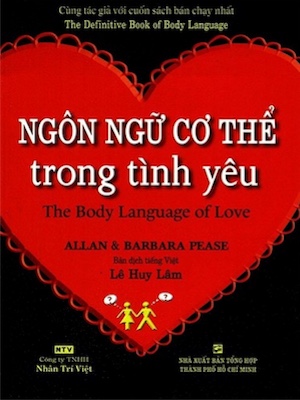 Cùng tác giả với cuốn sách bán chạy nhất
The Definitive Book of Body Language
NGÔN NGỮ CƠ THỂ
trong tình yêu
The Body Language of Love
ALLAN & BARBARA PEASE
Bản dịch tiếng Việt
Lê Huy Lâm
?
?
NTV
Công ty TNHH
Nhân Trí Việt
NHÀ XUẤT BẢN TỔNG HỢP
THÀNH PHỐ HỒ CHÍ MINH